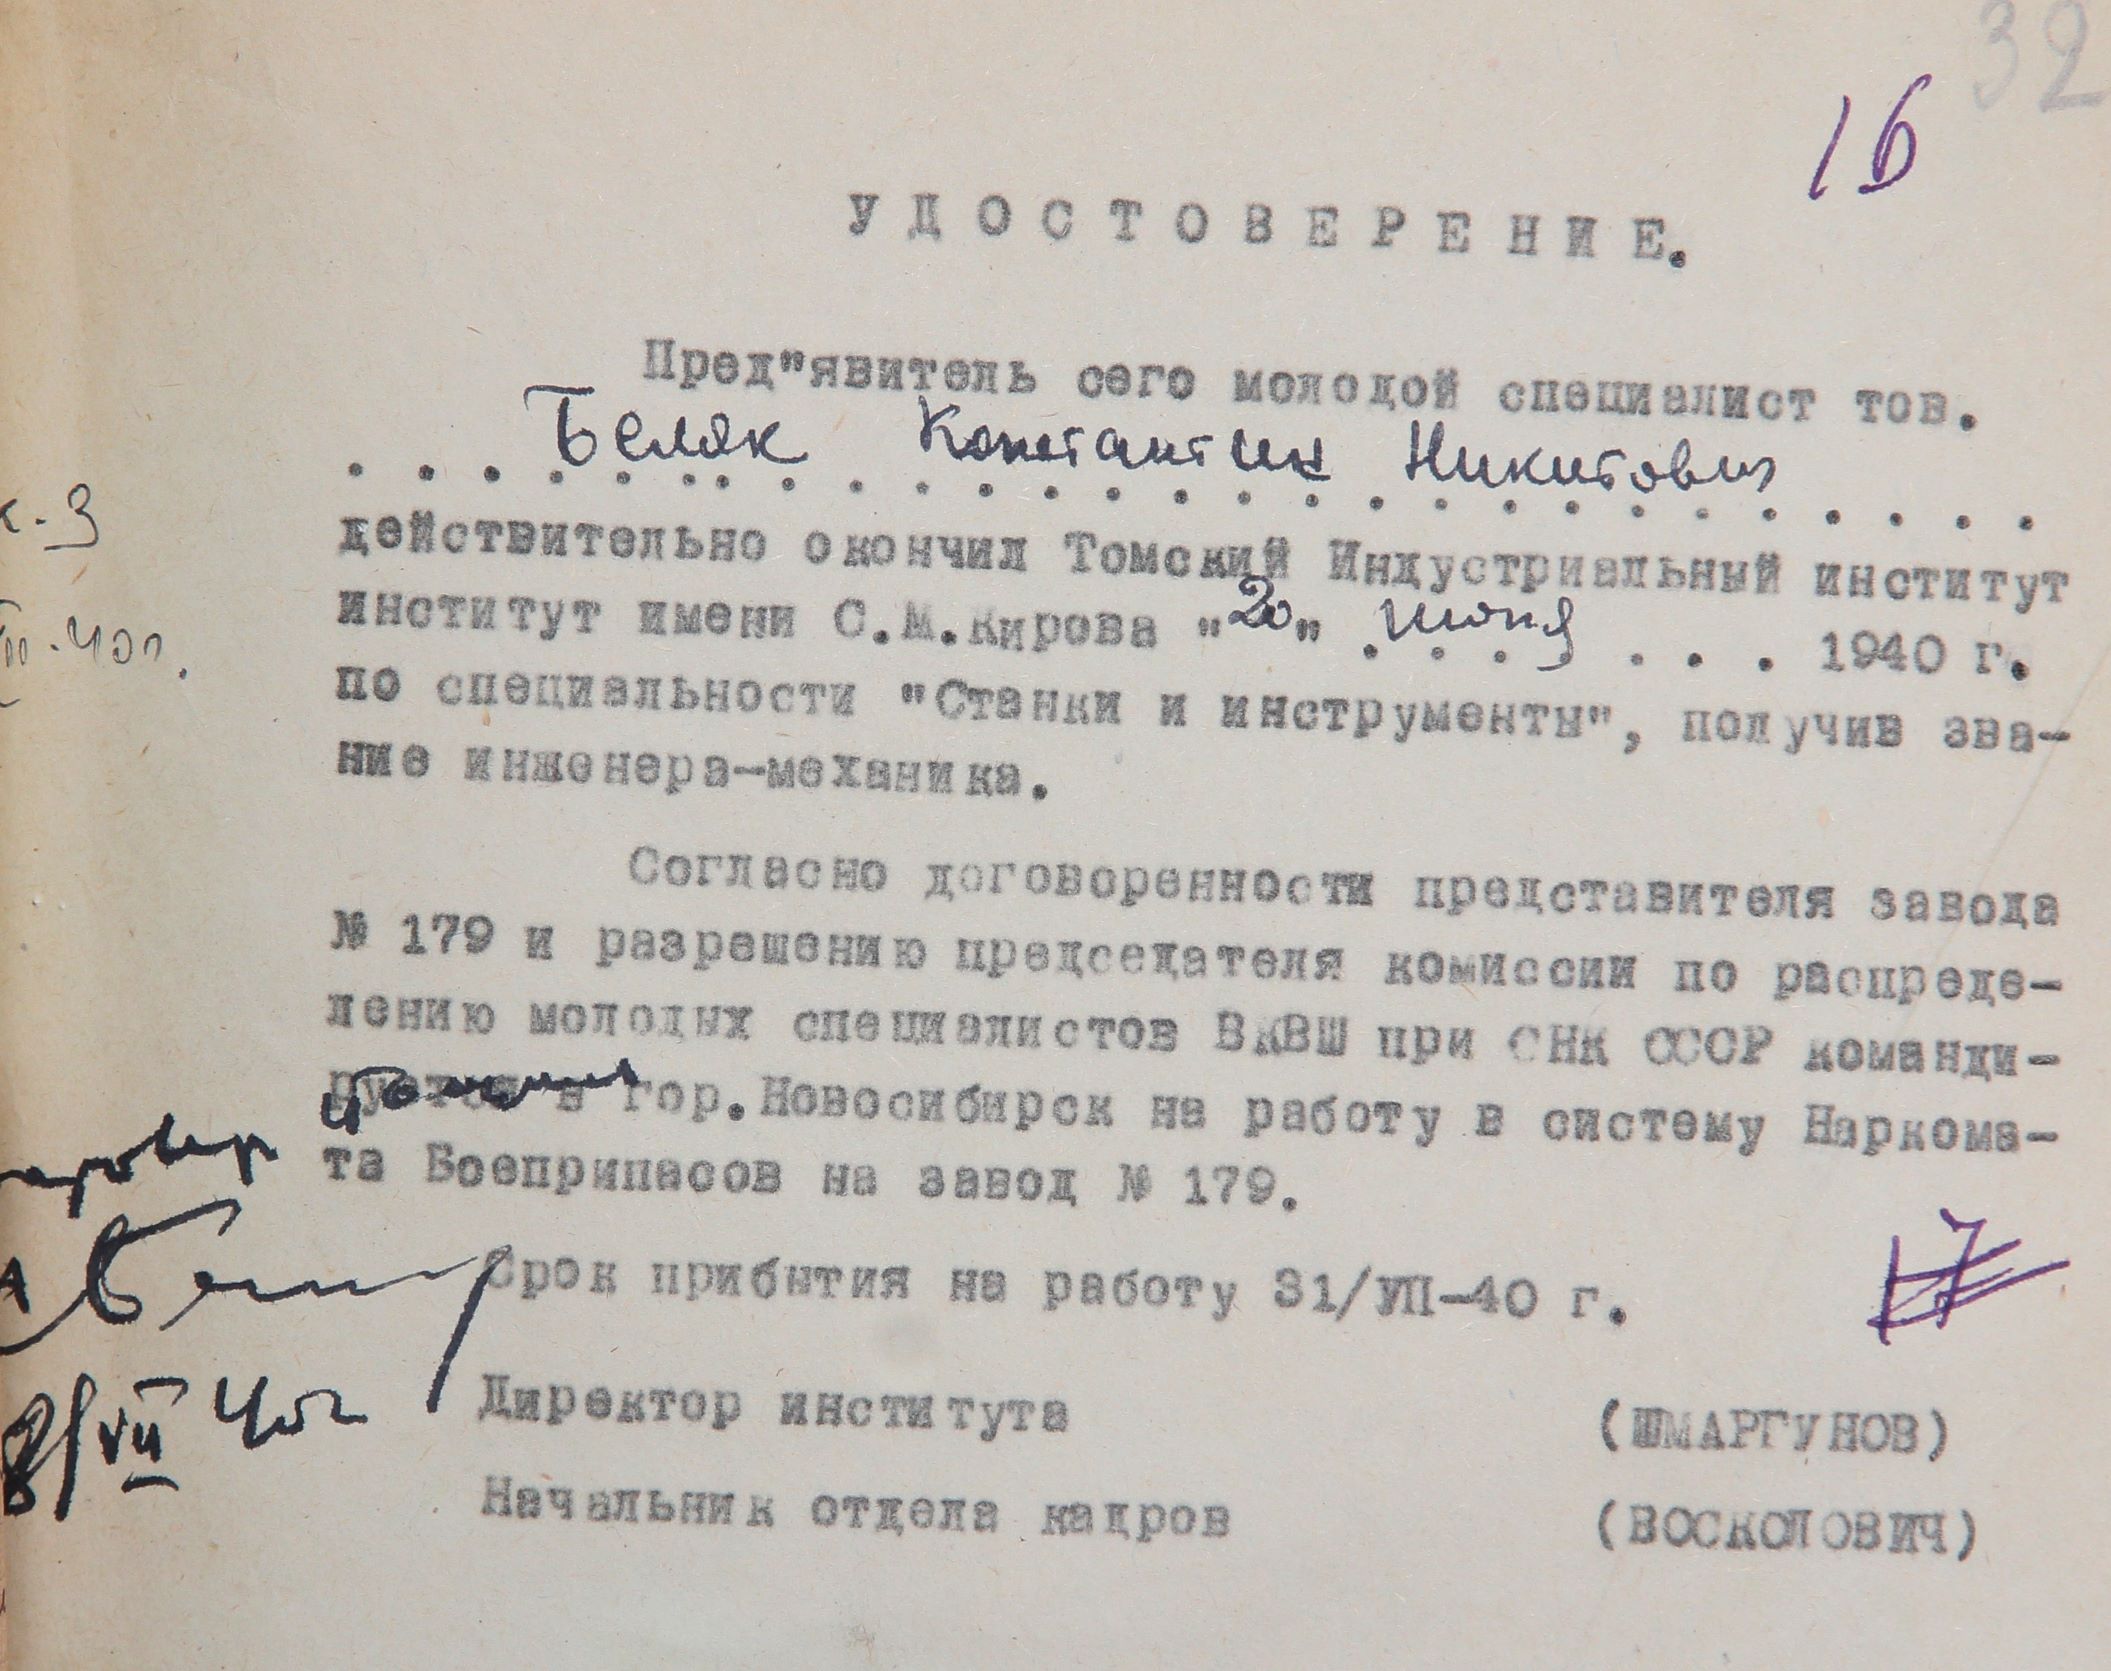 32
16
УДОСТОВЕРЕНИЕ.
Пред"явитель сего молодой специалист тов.
Беляк Константин Никитович
действительно окончил Томский Индустриальный институт
институт имени С.М.Кирова "20" июня 1940 г.
по специальности "Станки и инструменты", получив зва-
ние инженера-механика.
Согласно договоренности представителя завода
№ 179 и разрешению председателя комиссии по распреде-
лению молодых специалистов ВКВШ при СНК СССР команди-
руется в гор.Новосибирск на работу в систему Наркома-
та Боеприпасов на завод № 179.
Срок прибытия на работу 31/УП-40 г.
17
8/VII 40г
Директор института (ШМАРГУНОВ)
Начальник отдела кадров (ВОСКОЛОВИЧ)